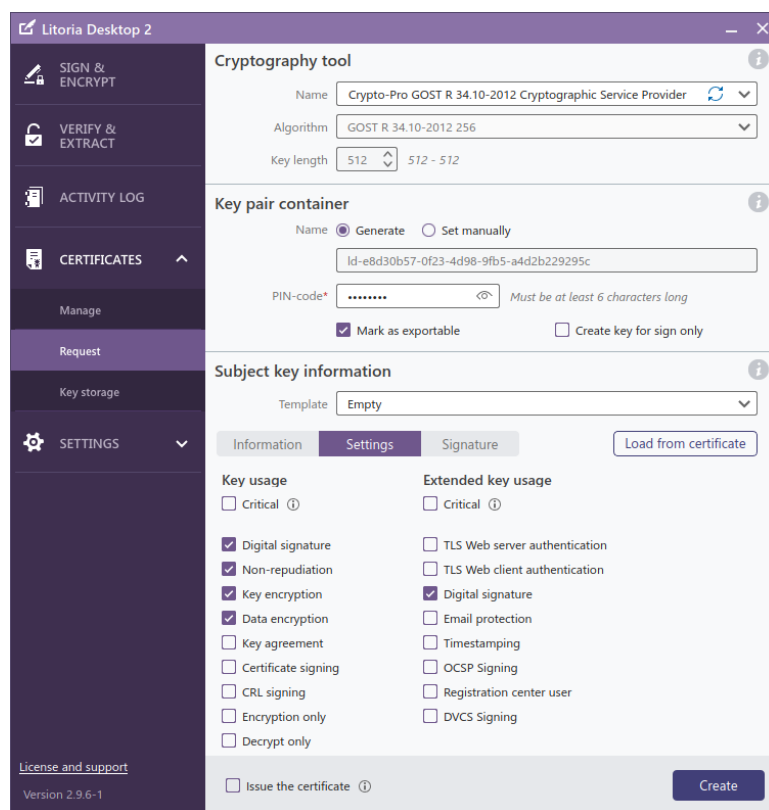 Litoria Desktop 2
SIGN &
ENCRYPT
VERIFY &
EXTRACT
ACTIVITY LOG
CERTIFICATES
Manage
Request
Key storage
SETTINGS
License and support
Version 2.9.6-1
Cryptography tool
Name Crypto-Pro GOST R 34.10-2012 Cryptographic Service Provider
Algorithm GOST R 34.10-2012 256
Key length 512 512 - 512
Key pair container
Name Generate Set manually
ld-e8d30b57-0f23-4d98-9fb5-a4d2b229295c
PIN-code* •••••••• Must be at least 6 characters long
Mark as exportable Create key for sign only
Subject key information
Template Empty
Information Settings Signature Load from certificate
Key usage Extended key usage
Critical Critical
Digital signature TLS Web server authentication
Non-repudiation TLS Web client authentication
Key encryption Digital signature
Data encryption Email protection
Key agreement Timestamping
Certificate signing OCSP Signing
CRL signing Registration center user
Encryption only DVCS Signing
Decrypt only
Issue the certificate Create